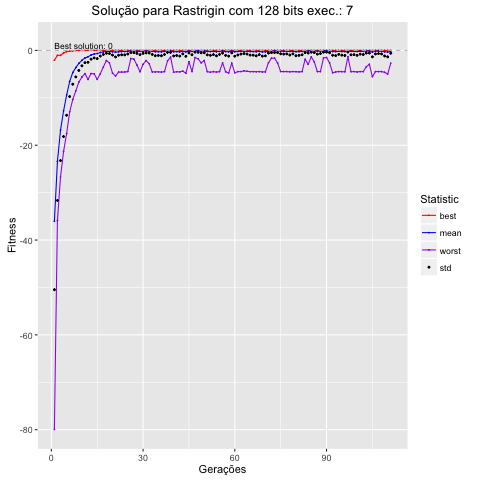 Solução para Rastrigin com 128 bits exec.: 7
Best solution: 0
0
-20
-40
-60
-80
Fitness
0 30 60 90
Gerações
Statistic
best
mean
worst
std